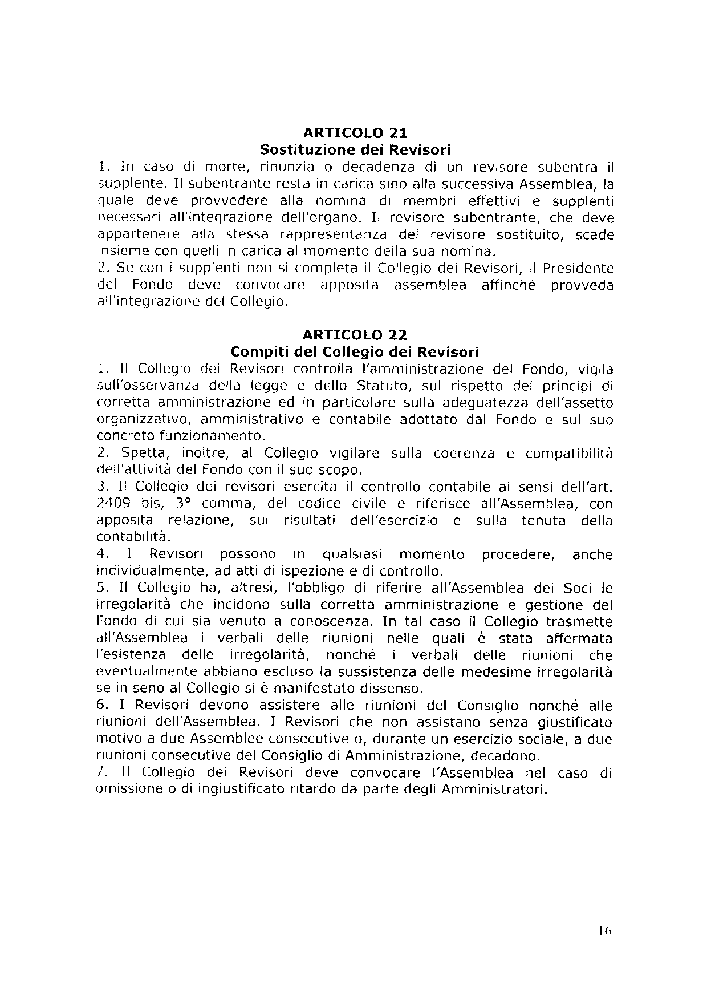 ARTICOLO 21
Sostituzione dei Revisori
1. In caso di morte, rinunzia o decadenza di un revisore subentra il
supplente. Il subentrante resta in carica sino alla successiva Assemblea, la
quale deve provvedere alla nomina di membri effettivi e supplenti
necessari all'integrazione dell'organo. Il revisore subentrante, che deve
appartenere alla stessa rappresentanza del revisore sostituito, scade
insieme con quelli in carica al momento della sua nomina.
2. Se con i supplenti non si completa il Collegio dei Revisori, il Presidente
del Fondo deve convocare apposita assemblea affinché provveda
all'integrazione del Collegio.
ARTICOLO 22
Compiti del Collegio dei Revisori
1. Il Collegio dei Revisori controlla l'amministrazione del Fondo, vigila
sull'osservanza della legge e dello Statuto, sul rispetto dei principi di
corretta amministrazione ed in particolare sulla adeguatezza dell'assetto
organizzativo, amministrativo e contabile adottato dal Fondo e sul suo
concreto funzionamento.
2. Spetta, inoltre, al Collegio vigilare sulla coerenza e compatibilità
dell'attività del Fondo con il suo scopo.
3. Il Collegio dei revisori esercita il controllo contabile ai sensi dell'art.
2409 bis, 3° comma, del codice civile e riferisce all'Assemblea, con
apposita relazione, sui risultati dell'esercizio e sulla tenuta della
contabilità.
4. I Revisori possono in qualsiasi momento procedere, anche
individualmente, ad atti di ispezione e di controllo.
5. Il Collegio ha, altresì, l'obbligo di riferire all'Assemblea dei Soci le
irregolarità che incidono sulla corretta amministrazione e gestione del
Fondo di cui sia venuto a conoscenza. In tal caso il Collegio trasmette
all'Assemblea i verbali delle riunioni nelle quali è stata affermata
l'esistenza delle irregolarità, nonché i verbali delle riunioni che
eventualmente abbiano escluso la sussistenza delle medesime irregolarità
se in seno al Collegio si è manifestato dissenso.
6. I Revisori devono assistere alle riunioni del Consiglio nonché alle
riunioni dell'Assemblea. I Revisori che non assistano senza giustificato
motivo a due Assemblee consecutive o, durante un esercizio sociale, a due
riunioni consecutive del Consiglio di Amministrazione, decadono.
7. Il Collegio dei Revisori deve convocare l'Assemblea nel caso di
omissione o di ingiustificato ritardo da parte degli Amministratori.
16